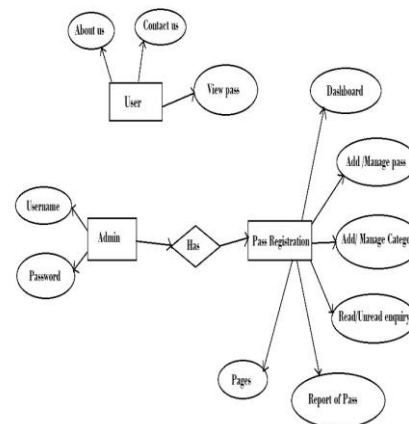 About us
Contact us
User
View pass
Dashboard
Add /Manage pass
Username
Admin
Has
Pass Registration
Add/ Manage Catego
Password
Read/Unread enquiry
Pages
Report of Pass